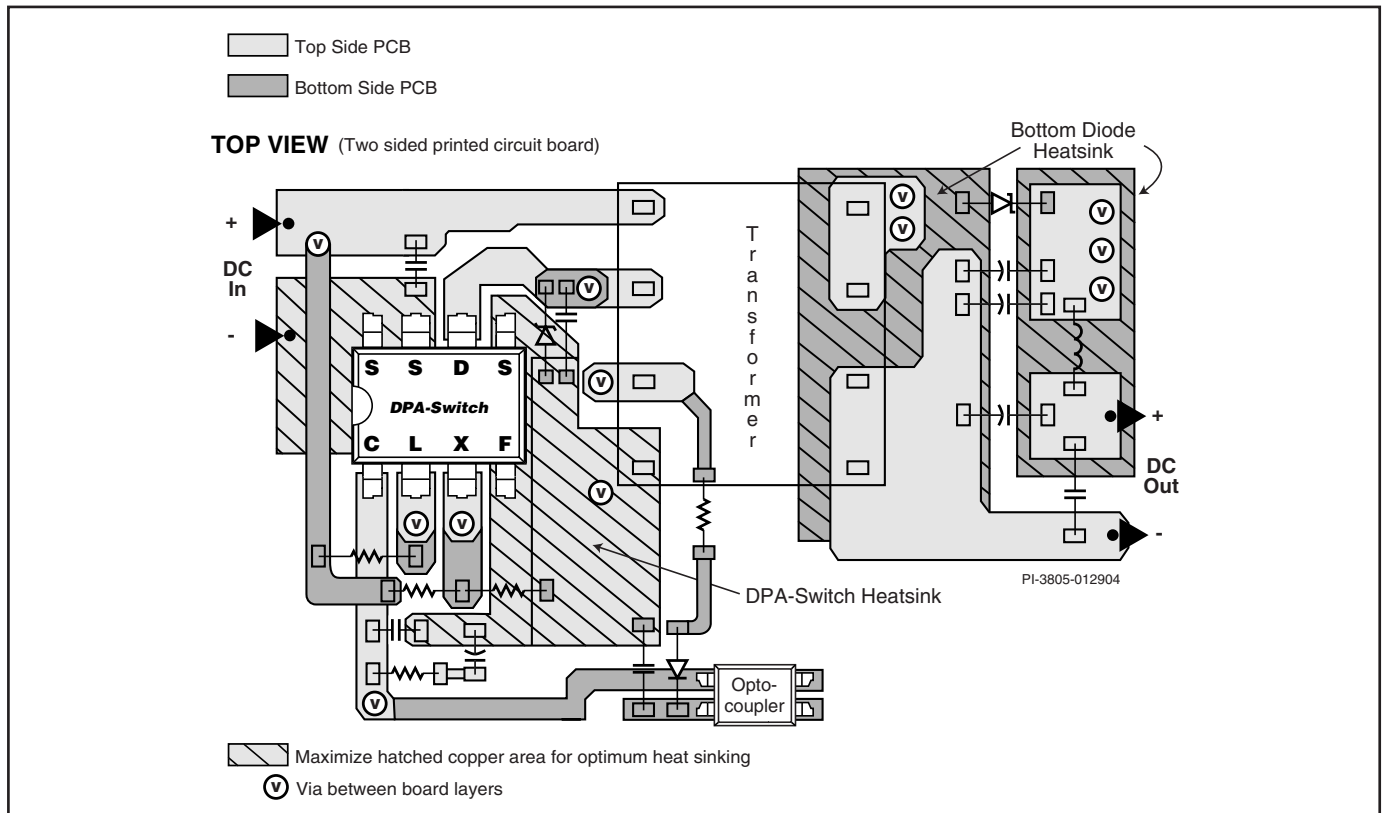 Top Side PCB
Bottom Side PCB
TOP VIEW (Two sided printed circuit board)
Bottom Diode
Heatsink
+
DC
In
-
V
V
V
V
V
V
V
V
V
V
V
V
S S D S
DPA-Switch
C L X F
Transformer
+
DC
Out
-
PI-3805-012904
DPA-Switch Heatsink
Opto-
coupler
Maximize hatched copper area for optimum heat sinking
V Via between board layers